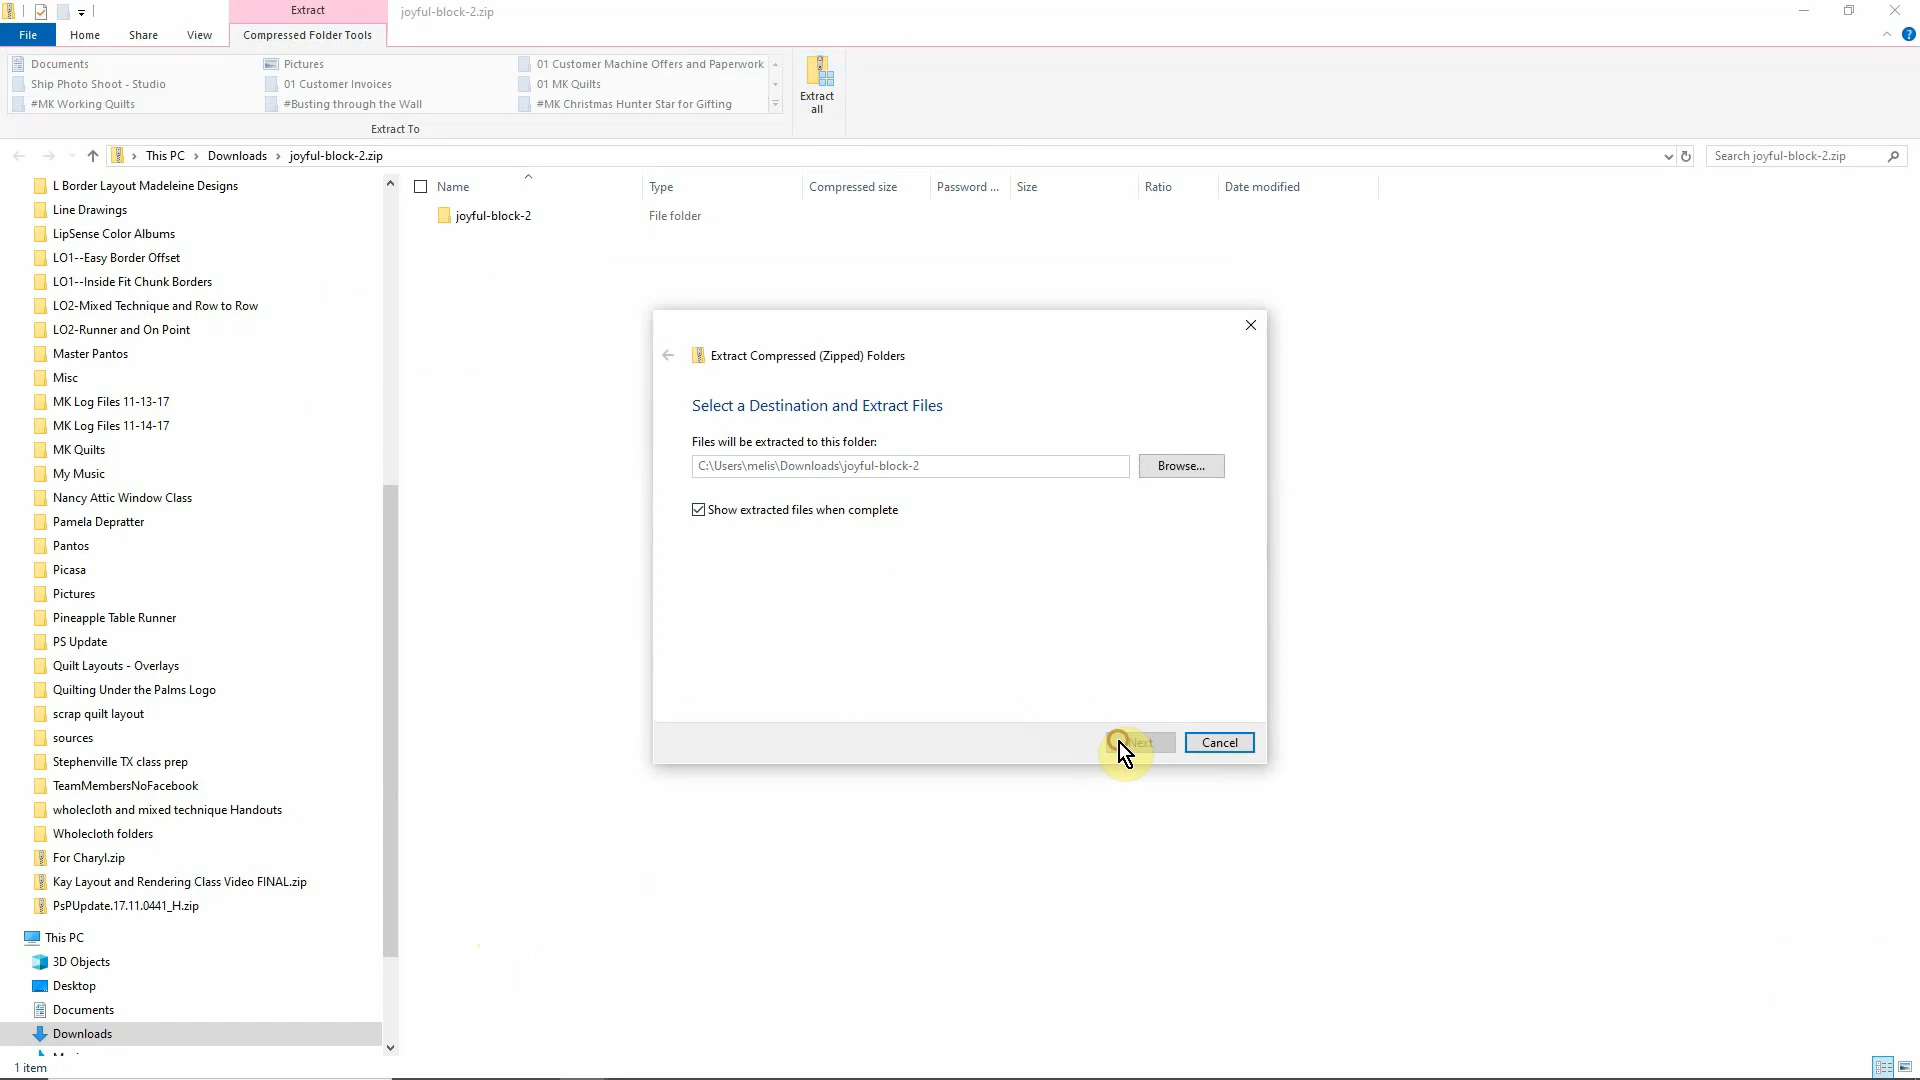 Extract
joyful-block-2.zip
File
Home
Share
View
Compressed Folder Tools
Documents
Pictures
01 Customer Machine Offers and Paperwork
Ship Photo Shoot - Studio
01 Customer Invoices
01 MK Quilts
#MK Working Quilts
#Busting through the Wall
#MK Christmas Hunter Star for Gifting
Extract
all
Extract To
This PC
Downloads
joyful-block-2.zip
Search joyful-block-2.zip
Name
Type
Compressed size
Password ...
Size
Ratio
Date modified
joyful-block-2
File folder
L Border Layout Madeleine Designs
Line Drawings
LipSense Color Albums
LO1--Easy Border Offset
LO1--Inside Fit Chunk Borders
LO2-Mixed Technique and Row to Row
LO2-Runner and On Point
Master Pantos
Misc
MK Log Files 11-13-17
MK Log Files 11-14-17
MK Quilts
My Music
Nancy Attic Window Class
Pamela Depratter
Pantos
Picasa
Pictures
Pineapple Table Runner
PS Update
Quilt Layouts - Overlays
Quilting Under the Palms Logo
scrap quilt layout
sources
Stephenville TX class prep
TeamMembersNoFacebook
wholecloth and mixed technique Handouts
Wholecloth folders
For Charyl.zip
Kay Layout and Rendering Class Video FINAL.zip
PsPUpdate.17.11.0441_H.zip
This PC
3D Objects
Desktop
Documents
Downloads
1 item
Extract Compressed (Zipped) Folders
Select a Destination and Extract Files
Files will be extracted to this folder:
C:\Users\melis\Downloads\joyful-block-2
Browse...
Show extracted files when complete
Next
Cancel